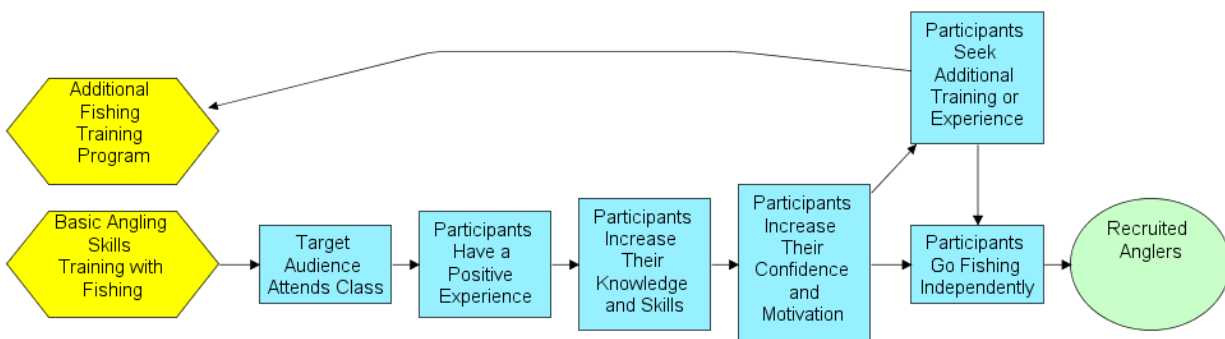 Participants
Seek
Additional
Training or
Experience
Additional
Fishing
Training
Program
Basic Angling
Skills
Training with
Fishing
Target
Audience
Attends Class
Participants
Have a
Positive
Experience
Participants
Increase
Their
Knowledge
and Skills
Participants
Increase
Their
Confidence
and
Motivation
Participants
Go Fishing
Independently
Recruited
Anglers